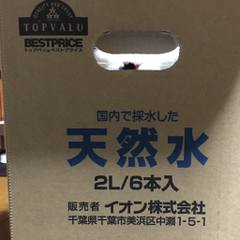 TOPVALU
BESTPRICE
トップバリュベストプライス
国内で採水した
天然水
2L/6本入
販売者 イオン株式会社
千葉県千葉市美浜区中瀬1-5-1